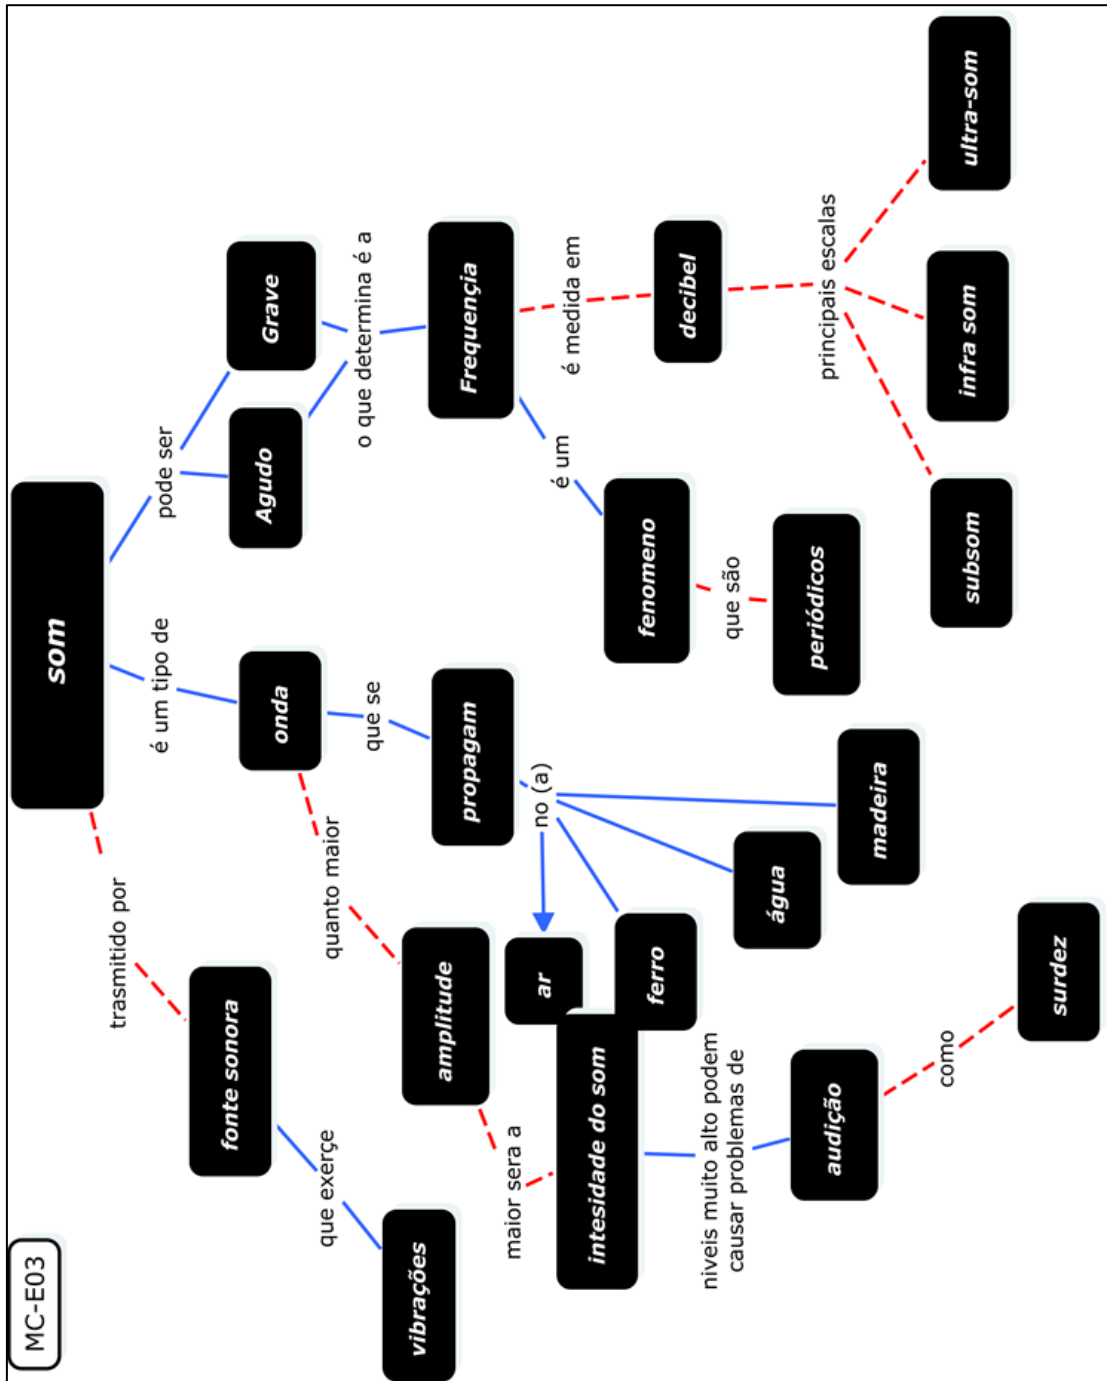 MC-E03
som
trasmitido por
é um tipo de
pode ser
fonte sonora
onda
Agudo
Grave
que exerçe
quanto maior
que se
o que determina é a
vibrações
amplitude
propagam
Frequençia
maior sera a
no (a)
é um
é medida em
intesidade do som
ar
ferro
água
madeira
fenomeno
decibel
niveis muito alto podem
causar problemas de
que são
principais escalas
audição
periódicos
como
surdez
subsom
infra som
ultra-som